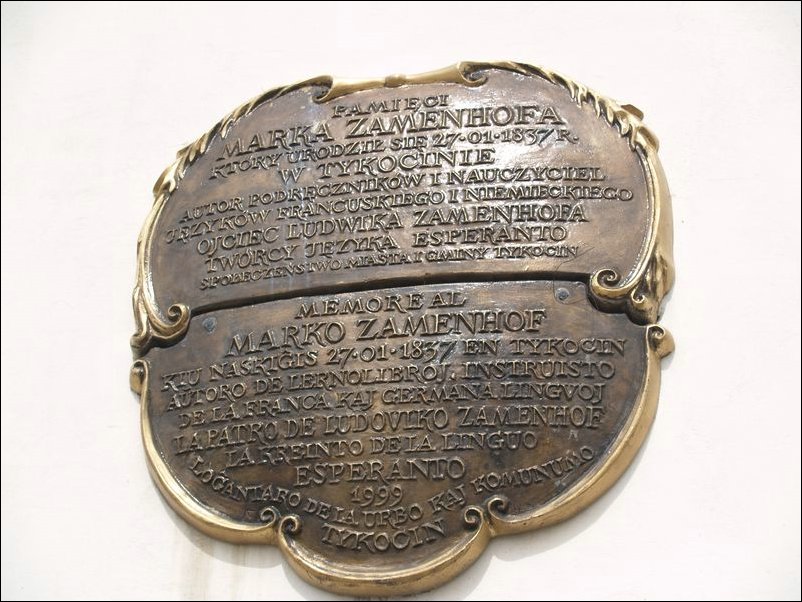 PAMIĘCI
MARKA ZAMENHOFA
KTÓRY URODZIŁ SIĘ 27·01·1837 R.
W TYKOCINIE
AUTOR PODRĘCZNIKÓW I NAUCZYCIEL
JĘZYKÓW FRANCUSKIEGO I NIEMIECKIEGO
OJCIEC LUDWIKA ZAMENHOFA
TWÓRCY JĘZYKA ESPERANTO
SPOŁECZEŃSTWO MIASTA I GMINY TYKOCIN
MEMORE AL
MARKO ZAMENHOF
KIU NASKIĜIS 27·01·1837 EN TYKOCIN
AŬTORO DE LERNOLIBROJ, INSTRUISTO
DE LA FRANCA KAJ GERMANA LINGVOJ
LA PATRO DE LUDOVIKO ZAMENHOF
LA KREINTO DE LA LINGUO
ESPERANTO
1999
LOĜANTARO DE LA URBO KAJ KOMUNUMO
TYKOCIN